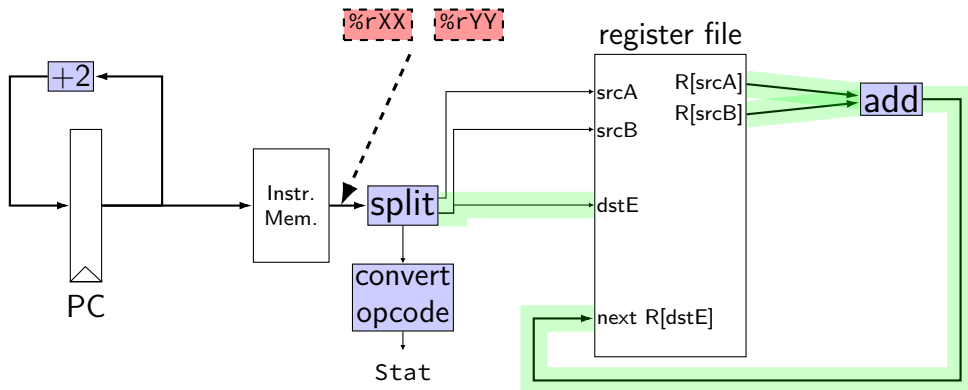 %rXX %rYY
register file
+2
srcA
srcB
dstE
next R[dstE]
R[srcA]
R[srcB]
add
Instr.
Mem.
split
PC
convert
opcode
Stat